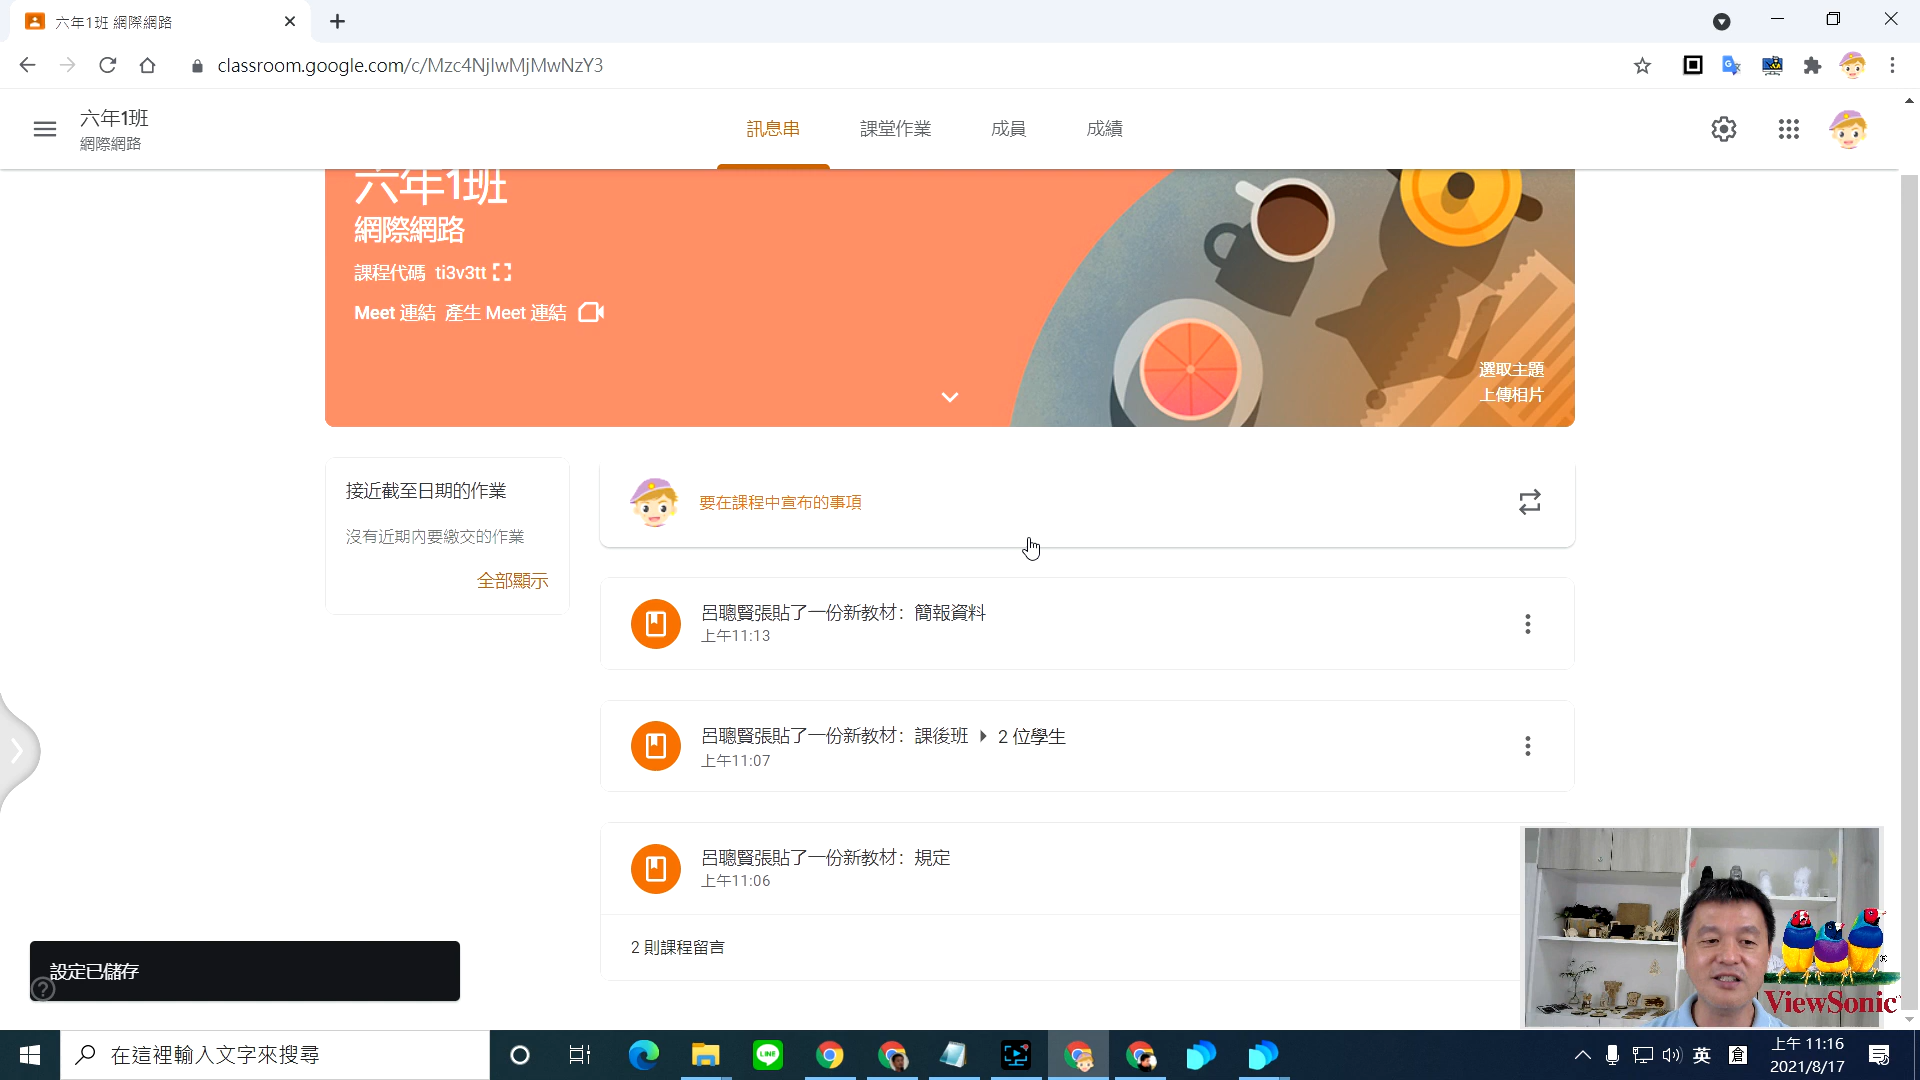 六年1班 網際網路
classroom.google.com/c/Mzc4NjIwMjMwNzY3
六年1班
網際網路
訊息串
課堂作業
成員
成績
六年1班
網際網路
課程代碼 ti3v3tt
Meet 連結 產生 Meet 連結
選取主題
上傳相片
接近截至日期的作業
沒有近期內要繳交的作業
全部顯示
要在課程中宣布的事項
呂聰賢張貼了一份新教材：簡報資料
上午11:13
呂聰賢張貼了一份新教材：課後班 ▸ 2 位學生
上午11:07
呂聰賢張貼了一份新教材：規定
上午11:06
2 則課程留言
設定已儲存
ViewSonic
在這裡輸入文字來搜尋
LINE
英
倉
上午 11:16
2021/8/17